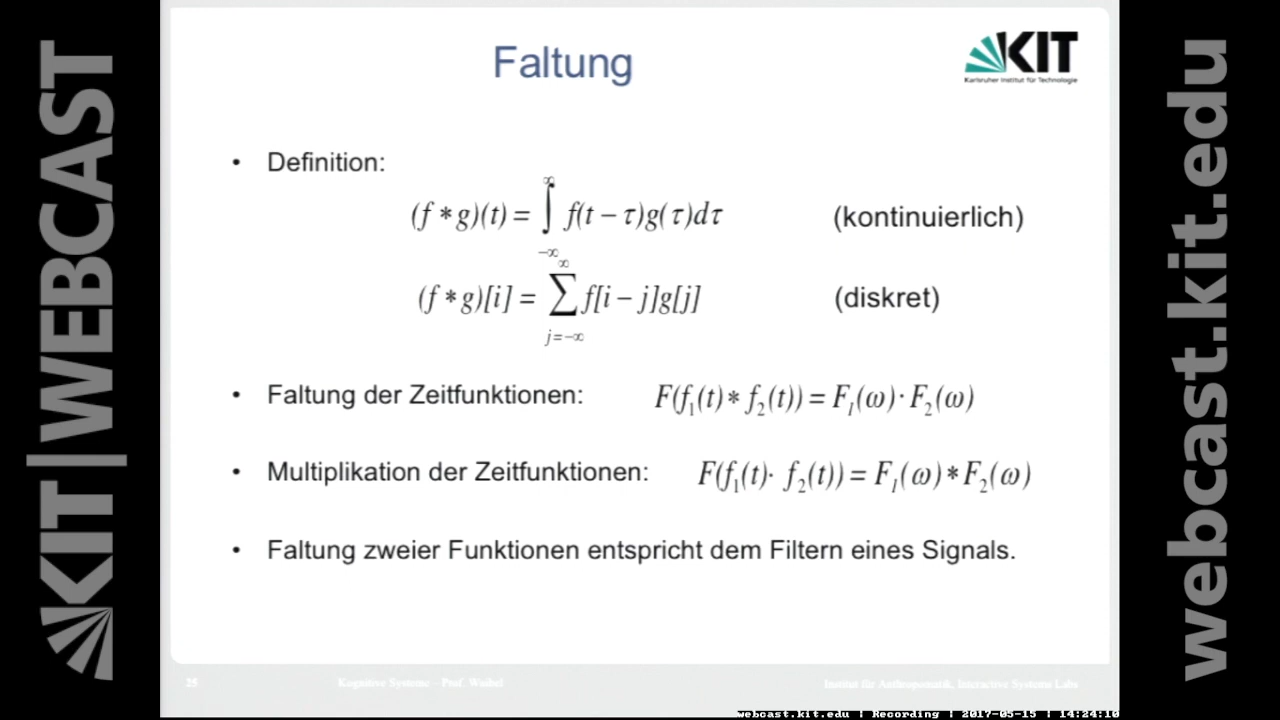 KIT|WEBCAST
Faltung
KIT
Karlsruher Institut für Technologie
• Definition:
(f * g)(t) = ∫_{-∞}^{∞} f(t − τ)g(τ)dτ (kontinuierlich)
(f * g)[i] = ∑_{j=-∞}^{∞} f[i − j]g[j] (diskret)
• Faltung der Zeitfunktionen: F(f₁(t) * f₂(t)) = F₁(ω) · F₂(ω)
• Multiplikation der Zeitfunktionen: F(f₁(t) · f₂(t)) = F₁(ω) * F₂(ω)
• Faltung zweier Funktionen entspricht dem Filtern eines Signals.
25 Kognitive Systeme – Prof. Waibel Institut für Anthropomatik, Interactive Systems Labs
webcast.kit.edu | Recording | 2017-05-15 | 14:24:10
webcast.kit.edu